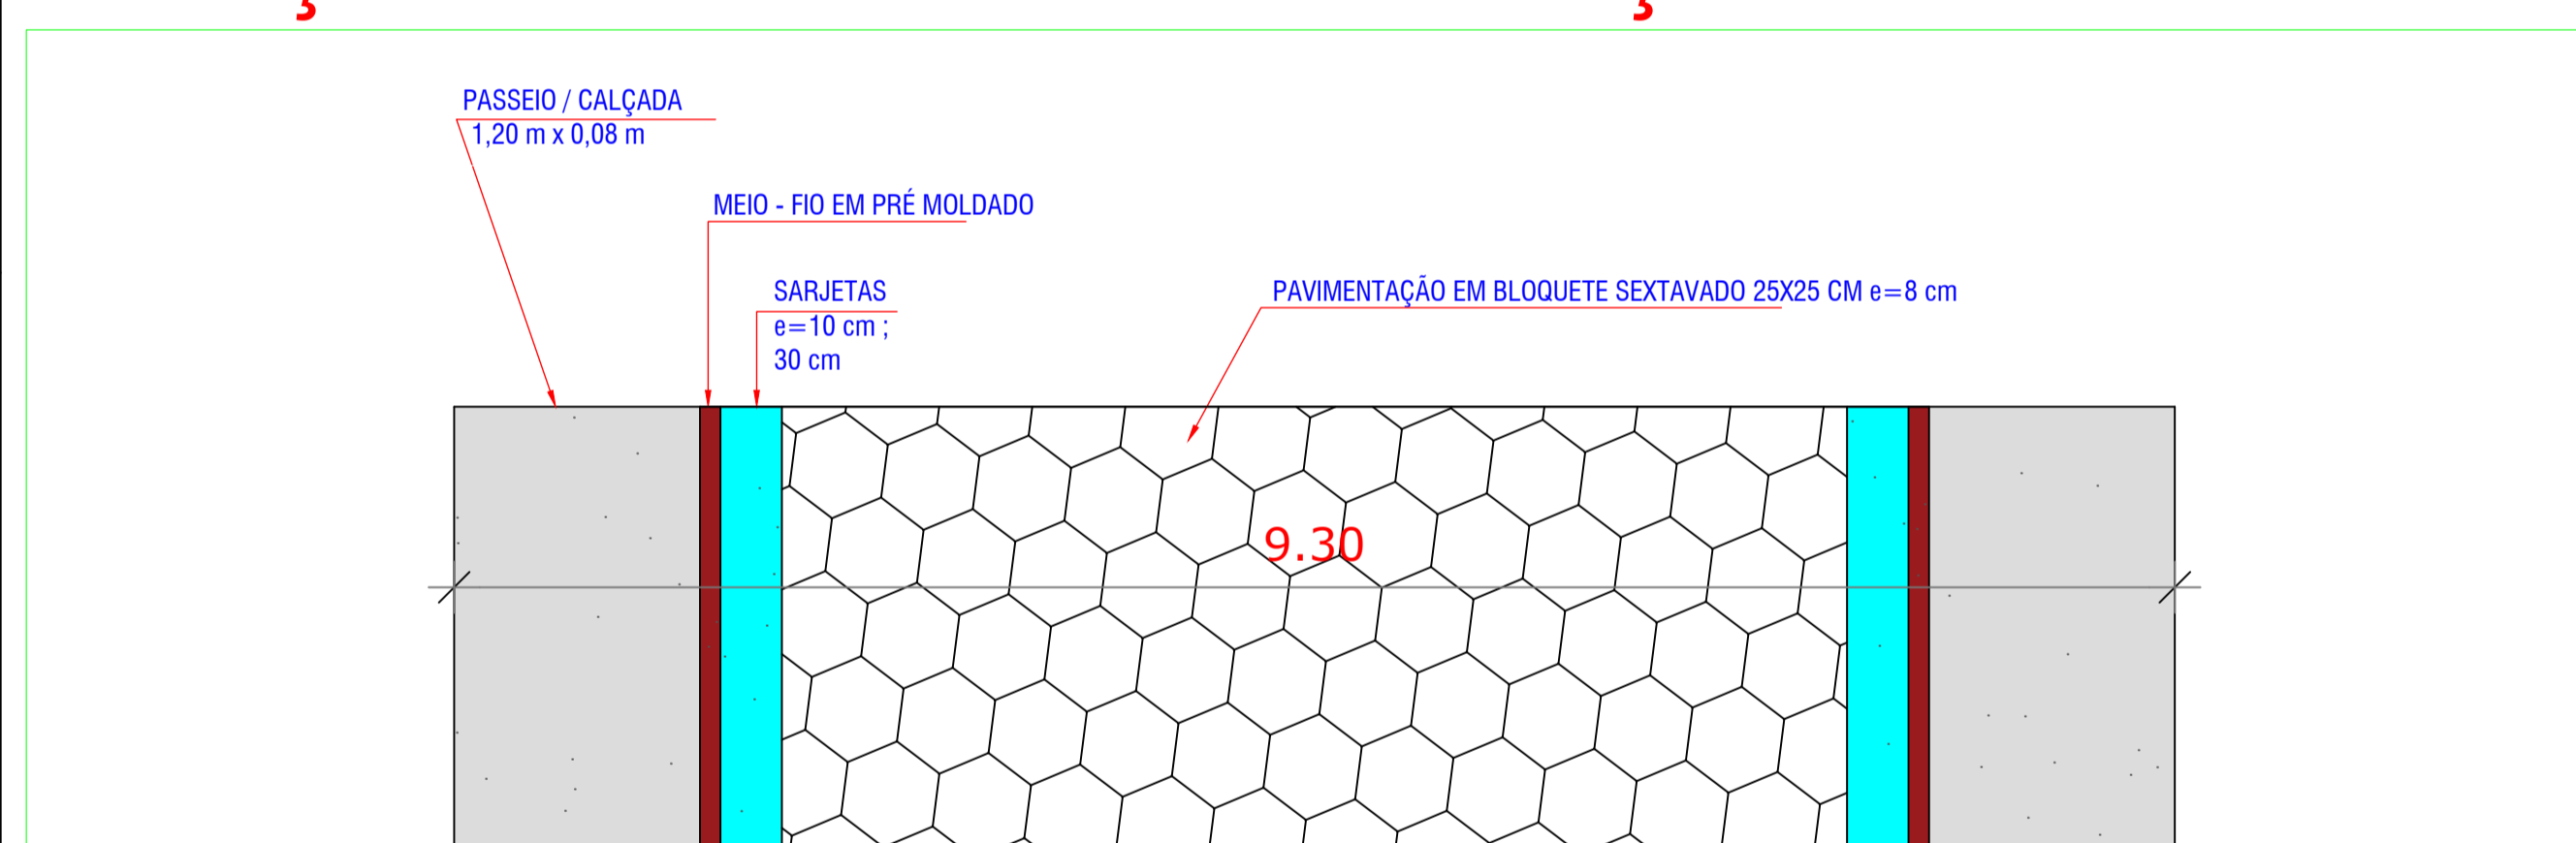 PASSEIO / CALÇADA
1,20 m x 0,08 m
MEIO - FIO EM PRÉ MOLDADO
SARJETAS
e=10 cm ;
30 cm
PAVIMENTAÇÃO EM BLOQUETE SEXTAVADO 25X25 CM e=8 cm
9.30